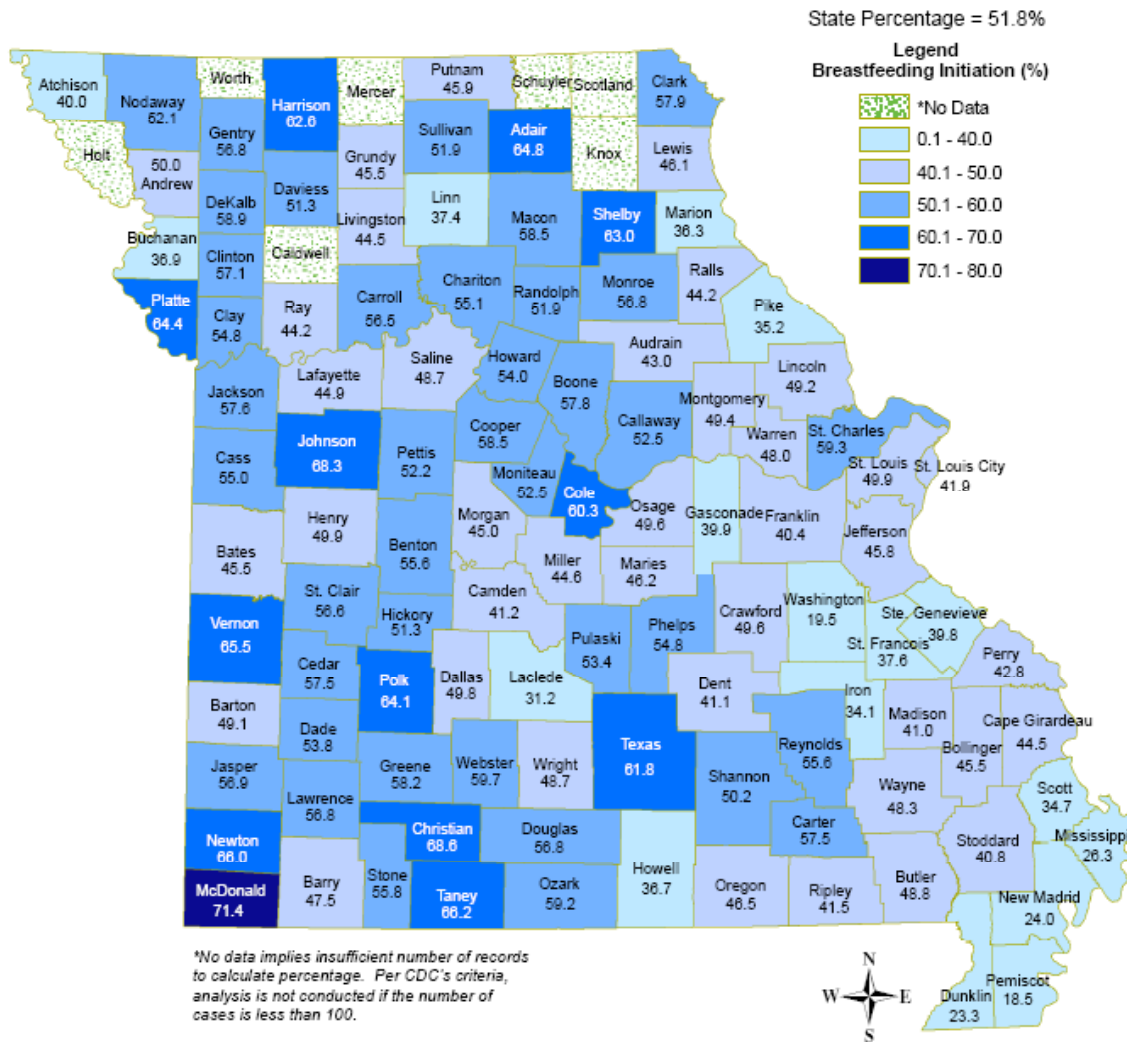 State Percentage = 51.8%
Legend
Breastfeeding Initiation (%)
*No Data
0.1 - 40.0
40.1 - 50.0
50.1 - 60.0
60.1 - 70.0
70.1 - 80.0
Atchison
40.0
Nodaway
52.1
Worth
Harrison
62.6
Mercer
Putnam
45.9
Schuyler
Scotland
Clark
57.9
Holt
50.0
Andrew
Gentry
56.8
Grundy
45.5
Sullivan
51.9
Adair
64.8
Knox
Lewis
46.1
DeKalb
58.9
Daviess
51.3
Livingston
44.5
Linn
37.4
Macon
58.5
Shelby
63.0
Marion
36.3
Buchanan
36.9
Clinton
57.1
Caldwell
Platte
64.4
Clay
54.8
Ray
44.2
Carroll
56.5
Chariton
55.1
Randolph
51.9
Monroe
56.8
Ralls
44.2
Pike
35.2
Jackson
57.6
Lafayette
44.9
Saline
48.7
Howard
54.0
Boone
57.8
Audrain
43.0
Lincoln
49.2
Cass
55.0
Johnson
68.3
Pettis
52.2
Cooper
58.5
Moniteau
52.5
Callaway
52.5
Montgomery
49.4
Warren
48.0
St. Charles
59.3
St. Louis
49.9
St. Louis City
41.9
Bates
45.5
Henry
49.9
Benton
55.6
Morgan
45.0
Cole
60.3
Osage
49.6
Gasconade
39.9
Franklin
40.4
Jefferson
45.8
Vernon
65.5
St. Clair
56.6
Hickory
51.3
Camden
41.2
Miller
44.6
Maries
46.2
Crawford
49.6
Washington
19.5
Ste. Genevieve
39.8
St. Francois
37.6
Perry
42.8
Barton
49.1
Cedar
57.5
Polk
64.1
Dallas
49.8
Laclede
31.2
Pulaski
53.4
Phelps
54.8
Dent
41.1
Iron
34.1
Madison
41.0
Cape Girardeau
44.5
Jasper
56.9
Dade
53.8
Greene
58.2
Webster
59.7
Wright
48.7
Texas
61.8
Shannon
50.2
Reynolds
55.6
Wayne
48.3
Bollinger
45.5
Scott
34.7
Mississippi
26.3
Newton
66.0
Lawrence
56.8
Christian
68.6
Douglas
56.8
Carter
57.5
Stoddard
40.8
McDonald
71.4
Barry
47.5
Stone
55.8
Taney
66.2
Ozark
59.2
Howell
36.7
Oregon
46.5
Ripley
41.5
Butler
48.8
New Madrid
24.0
Dunklin
23.3
Pemiscot
18.5
*No data implies insufficient number of records
to calculate percentage. Per CDC's criteria,
analysis is not conducted if the number of
cases is less than 100.
N
W E
S